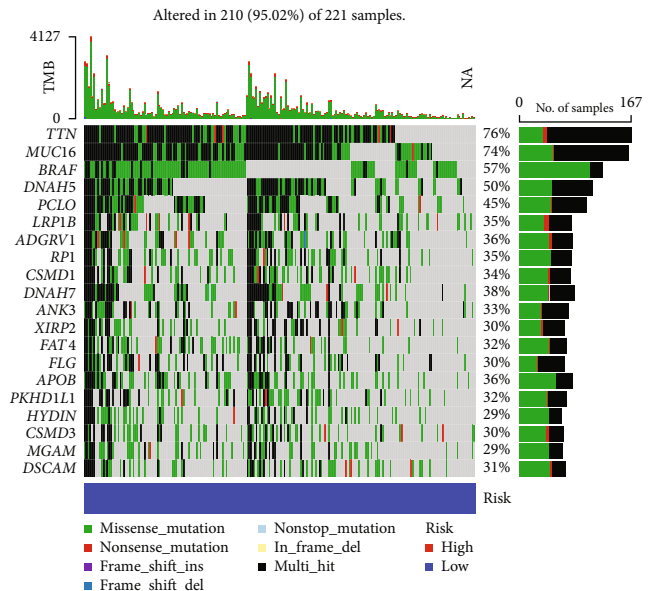 Altered in 210 (95.02%) of 221 samples.
4127
TMB
0
NA
0 167
No. of samples
TTN 76%
MUC16 74%
BRAF 57%
DNAH5 50%
PCLO 45%
LRP1B 35%
ADGRV1 36%
RP1 35%
CSMD1 34%
DNAH7 38%
ANK3 33%
XIRP2 30%
FAT4 32%
FLG 30%
APOB 36%
PKHD1L1 32%
HYDIN 29%
CSMD3 30%
MGAM 29%
DSCAM 31%
Risk
Missense_mutation Nonstop_mutation Risk
Nonsense_mutation In_frame_del High
Frame_shift_ins Multi_hit Low
Frame_shift_del